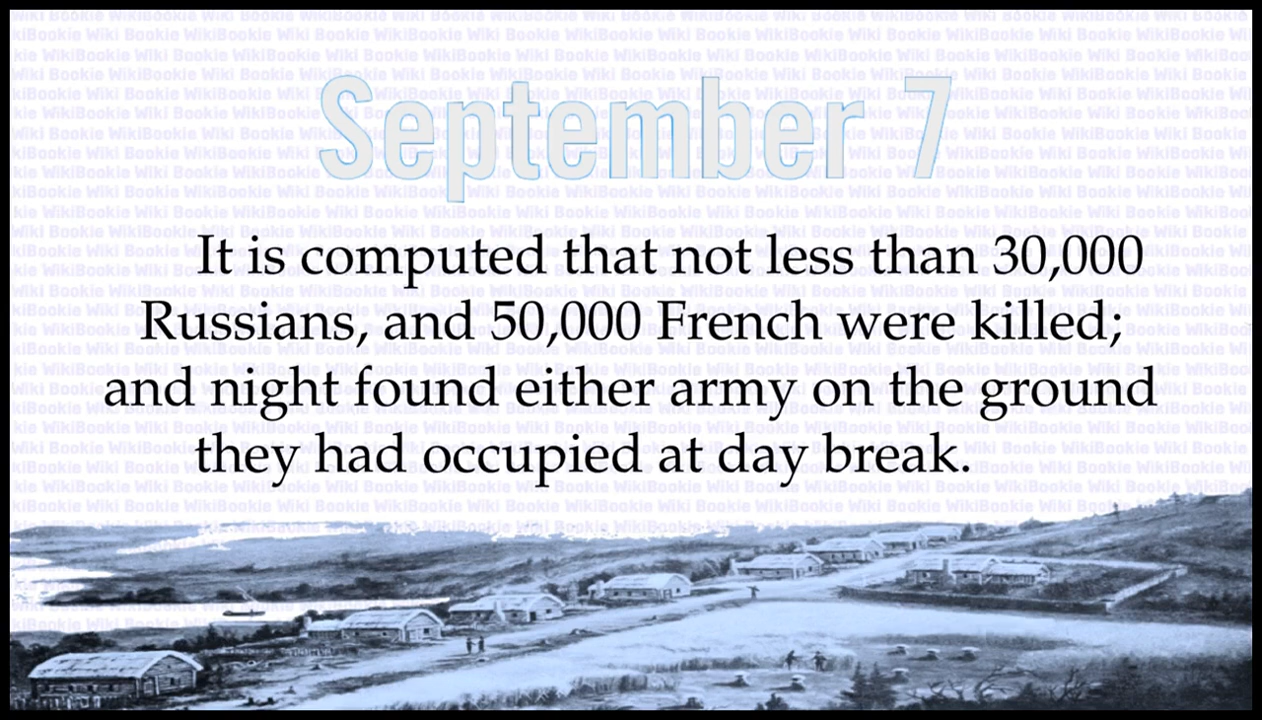 September 7
It is computed that not less than 30,000
Russians, and 50,000 French were killed;
and night found either army on the ground
they had occupied at day break.